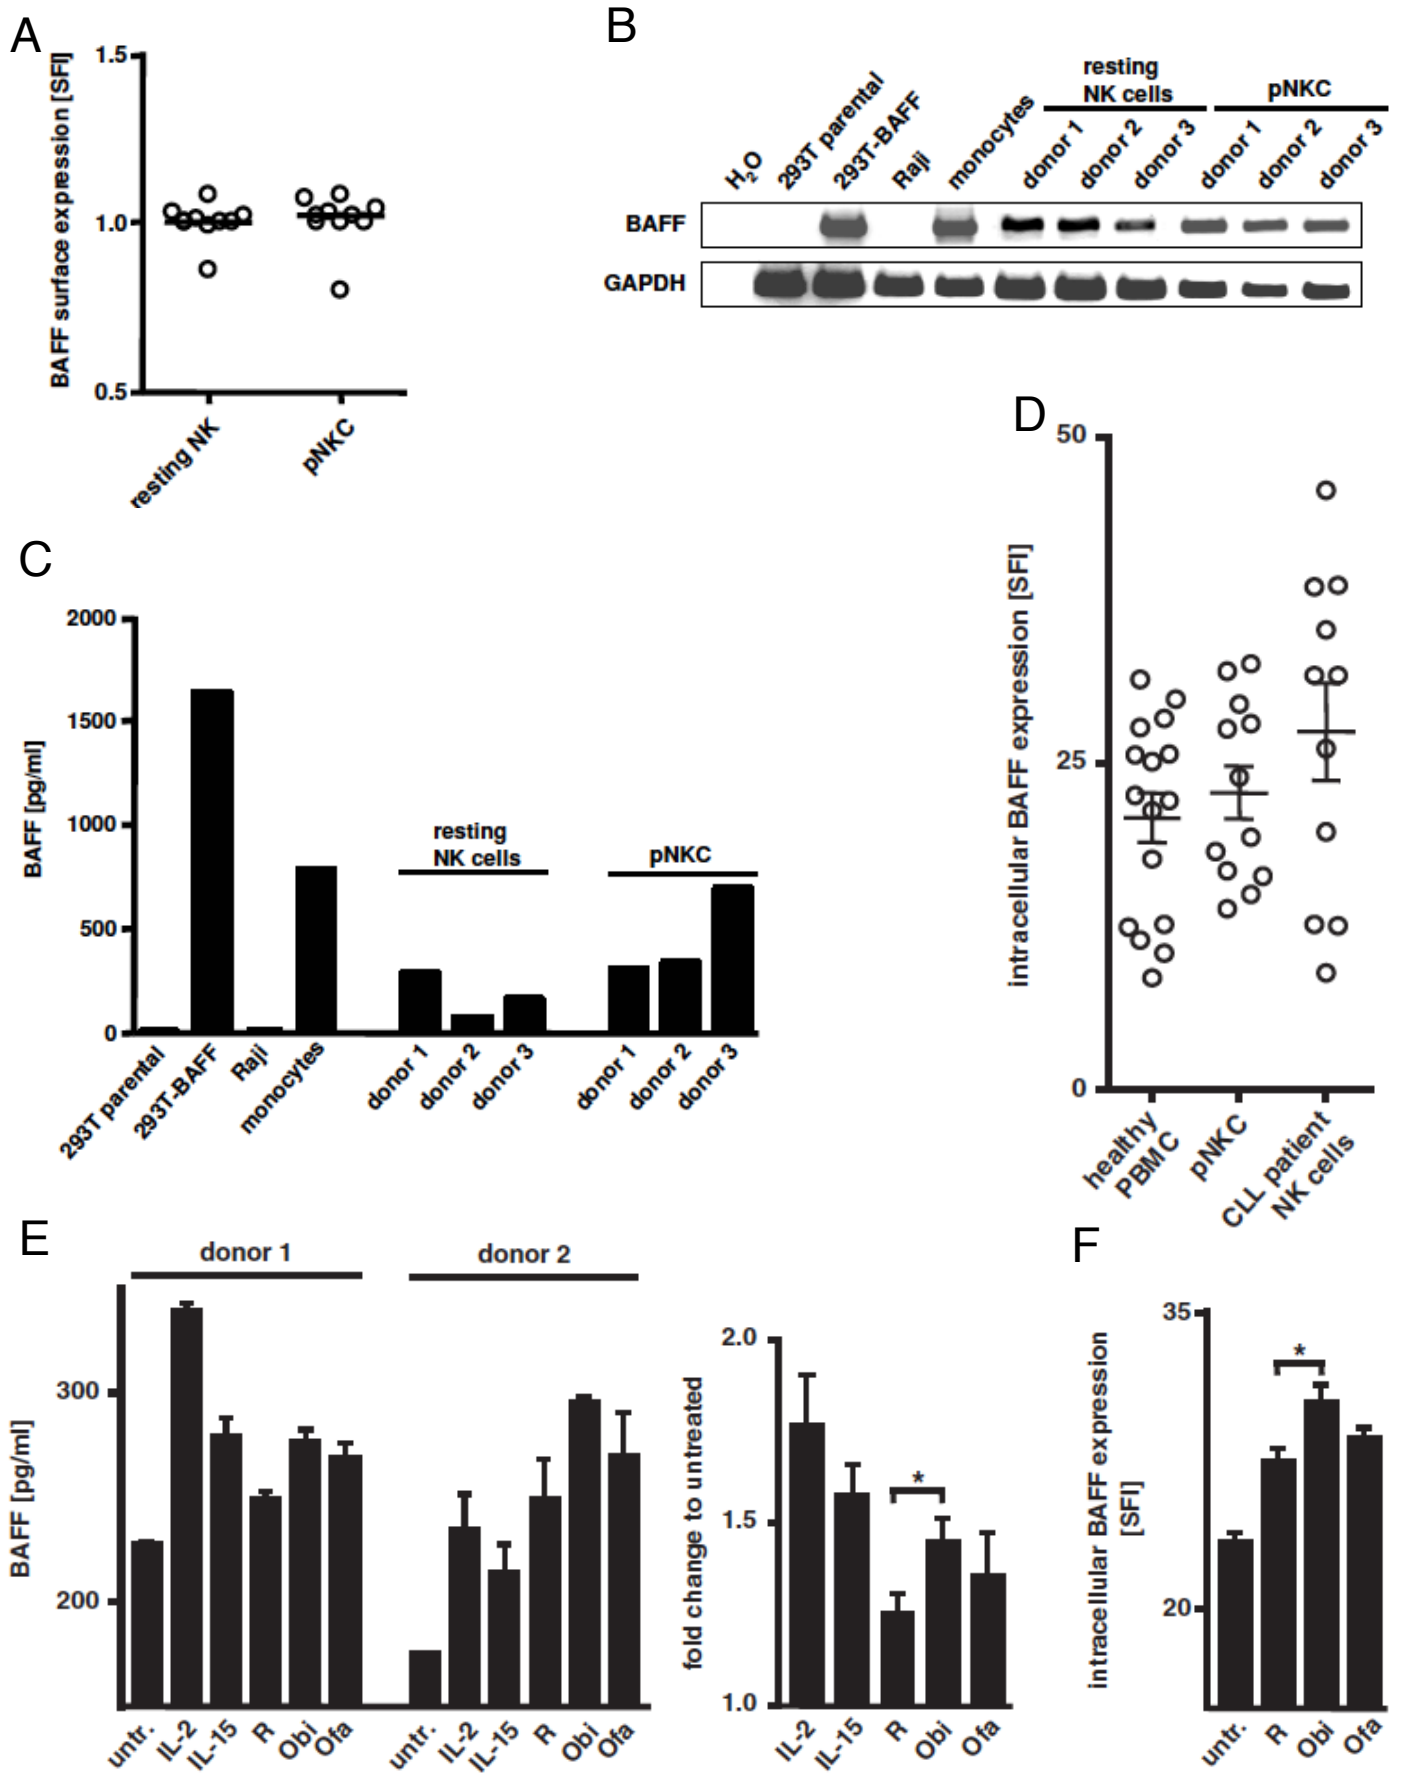 A
BAFF surface expression [SFI]
1.5
1.0
0.5
resting NK
pNKC
B
H2O
293T parental
293T-BAFF
Raji
monocytes
resting
NK cells
donor 1
donor 2
donor 3
pNKC
donor 1
donor 2
donor 3
BAFF
GAPDH
C
BAFF [pg/ml]
2000
1500
1000
500
0
resting
NK cells
pNKC
293T parental
293T-BAFF
Raji
monocytes
donor 1
donor 2
donor 3
donor 1
donor 2
donor 3
D
intracellular BAFF expression [SFI]
50
25
0
healthy
PBMC
pNKC
CLL patient
NK cells
E
donor 1
donor 2
BAFF [pg/ml]
300
200
untr.
IL-2
IL-15
R
Obi
Ofa
untr.
IL-2
IL-15
R
Obi
Ofa
fold change to untreated
2.0
1.5
1.0
*
IL-2
IL-15
R
Obi
Ofa
F
intracellular BAFF expression
[SFI]
35
20
*
untr.
R
Obi
Ofa